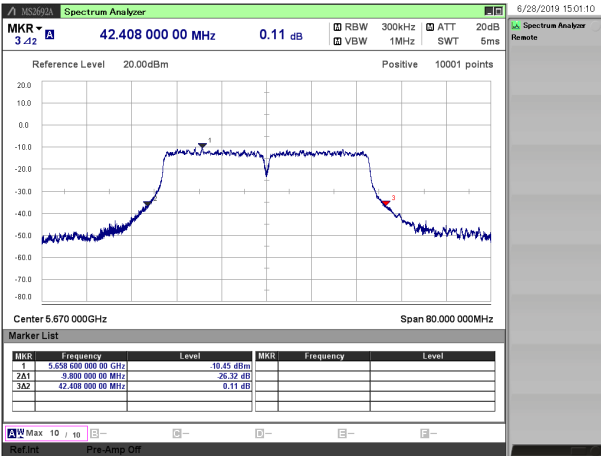 MS2692A Spectrum Analyzer
6/28/2019 15:01:10
MKR
3 Δ2 A 42.408 000 00 MHz 0.11 dB
M RBW 300kHz M ATT 20dB
M VBW 1MHz SWT 5ms
Spectrum Analyzer
Remote
Reference Level 20.00dBm Positive 10001 points
20.0
10.0
0.0
-10.0
-20.0
-30.0
-40.0
-50.0
-60.0
-70.0
-80.0
1
2
3
Center 5.670 000GHz Span 80.000 000MHz
Marker List
MKR Frequency Level MKR Frequency Level
1 5.658 600 000 00 GHz -10.45 dBm
2Δ1 -9.800 000 00 MHz -26.32 dB
3Δ2 42.408 000 00 MHz 0.11 dB
A W Max 10 / 10 B-- C-- D-- E-- F--
Ref.Int Pre-Amp Off